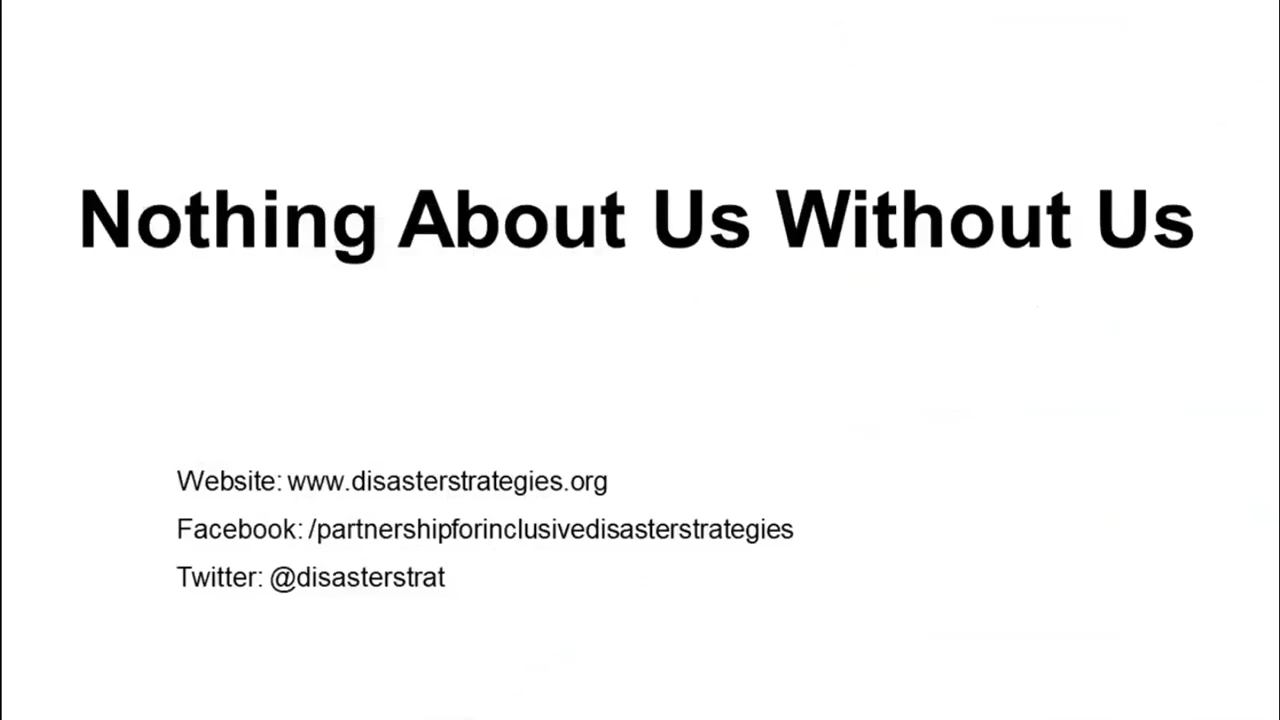 Nothing About Us Without Us
Website: www.disasterstrategies.org
Facebook: /partnershipforinclusivedisasterstrategies
Twitter: @disasterstrat